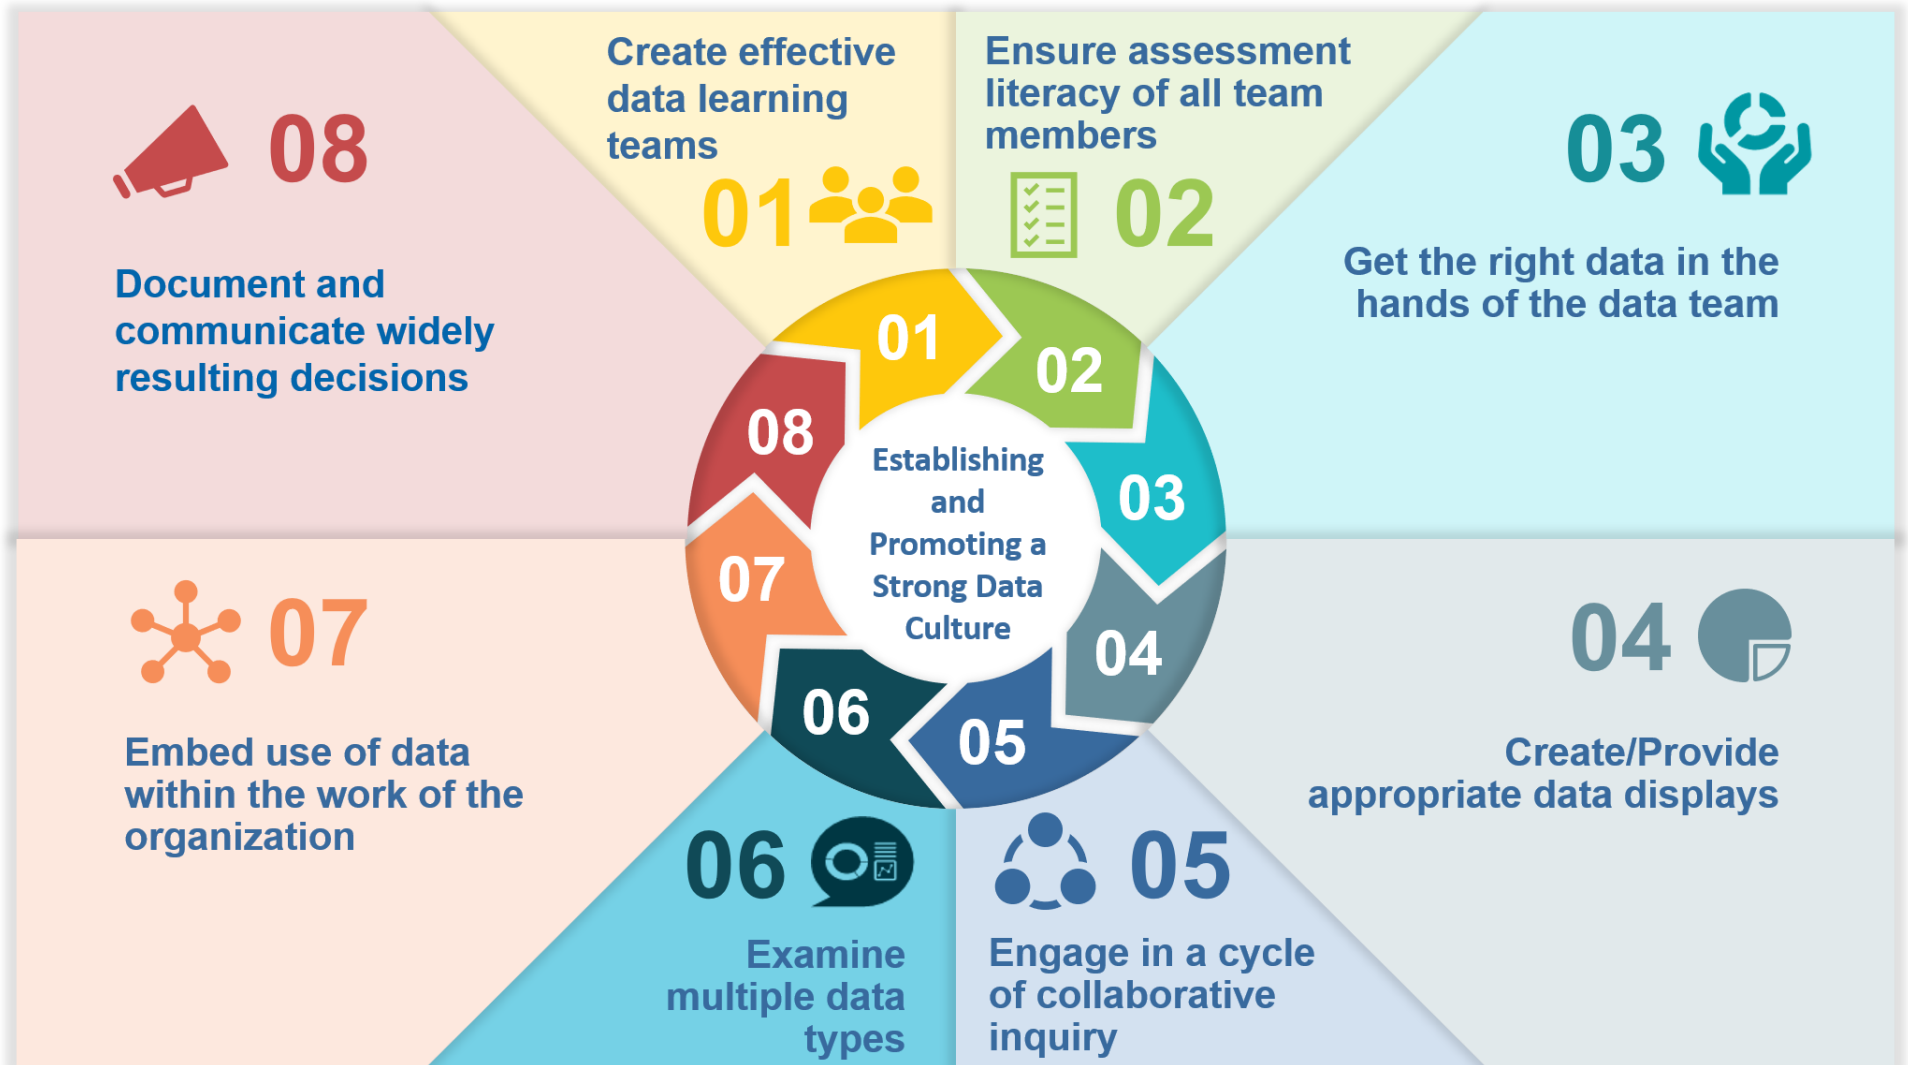 Create effective
data learning
teams
01
Ensure assessment
literacy of all team
members
02
03
Get the right data in the
hands of the data team
04
Create/Provide
appropriate data displays
05
Engage in a cycle
of collaborative
inquiry
06
Examine
multiple data
types
07
Embed use of data
within the work of the
organization
08
Document and
communicate widely
resulting decisions
01
02
03
04
05
06
07
08
Establishing
and
Promoting a
Strong Data
Culture